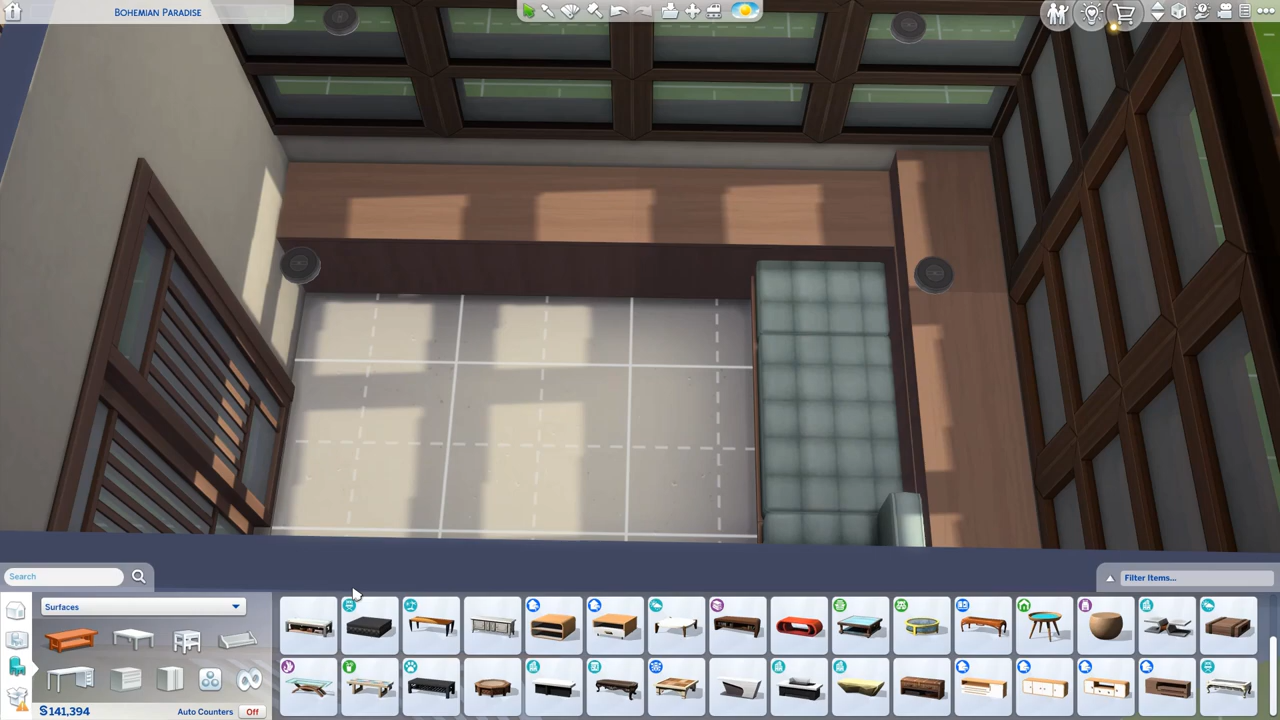 BOHEMIAN PARADISE
Search
Filter Items...
Surfaces
§141,394
Auto Counters
Off